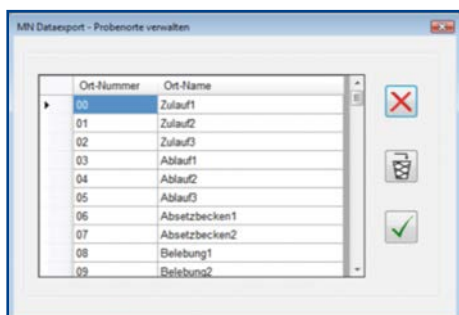 MN Dataexport - Probenorte verwalten
Ort-Nummer Ort-Name
00 Zulauf1
01 Zulauf2
02 Zulauf3
03 Ablauf1
04 Ablauf2
05 Ablauf3
06 Absetzbecken1
07 Absetzbecken2
08 Belebung1
09 Belebung2